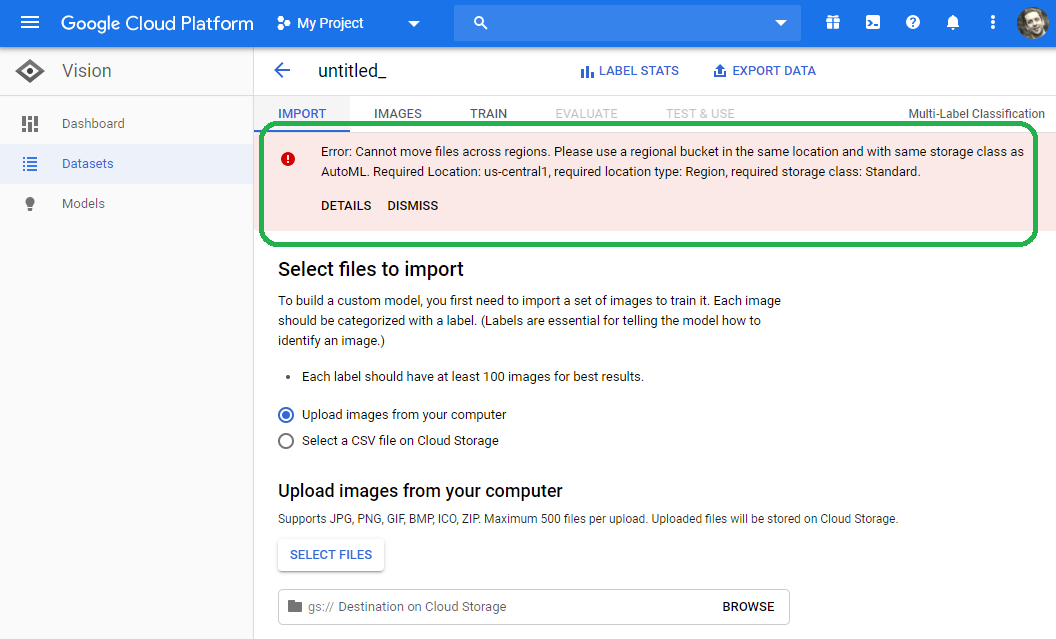 Google Cloud Platform My Project
Vision
untitled_ LABEL STATS EXPORT DATA
IMPORT IMAGES TRAIN EVALUATE TEST & USE Multi-Label Classification
Dashboard
Datasets
Models
Error: Cannot move files across regions. Please use a regional bucket in the same location and with same storage class as
AutoML. Required Location: us-central1, required location type: Region, required storage class: Standard.
DETAILS DISMISS
Select files to import
To build a custom model, you first need to import a set of images to train it. Each image
should be categorized with a label. (Labels are essential for telling the model how to
identify an image.)
• Each label should have at least 100 images for best results.
Upload images from your computer
Select a CSV file on Cloud Storage
Upload images from your computer
Supports JPG, PNG, GIF, BMP, ICO, ZIP. Maximum 500 files per upload. Uploaded files will be stored on Cloud Storage.
SELECT FILES
gs:// Destination on Cloud Storage BROWSE